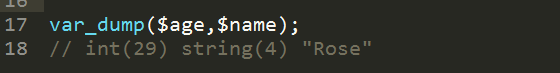 17 var_dump($age,$name);
18 // int(29) string(4) "Rose"